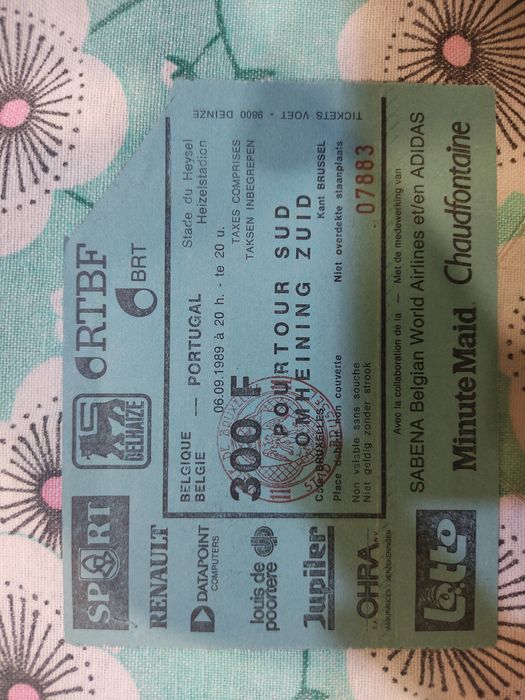 SPORT
DELHAIZE
RTBF
BRT
RENAULT
DATAPOINT
COMPUTERS
louis de
poortere
Jupiler
OHRA N.V.
S.A.
ASSURANCES - VERZEKERINGEN
Lotto
BELGIQUE
BELGIE — PORTUGAL
Stade du Heysel
Heizelstadion
06.09.1989 à 20 h. - te 20 u.
300 F
TAXES COMPRISES
TAKSEN INBEGREPEN
POURTOUR SUD
OMHEINING ZUID
Coté BRUXELLES
Kant BRUSSEL
Place debout non couverte
Niet overdekte staanplaats
Non valable sans souche
Niet geldig zonder strook
07883
TICKETS VOET - 9800 DEINZE
Avec la collaboration de la — Met de medewerking van
SABENA Belgian World Airlines et/en ADIDAS
Minute Maid Chaudfontaine